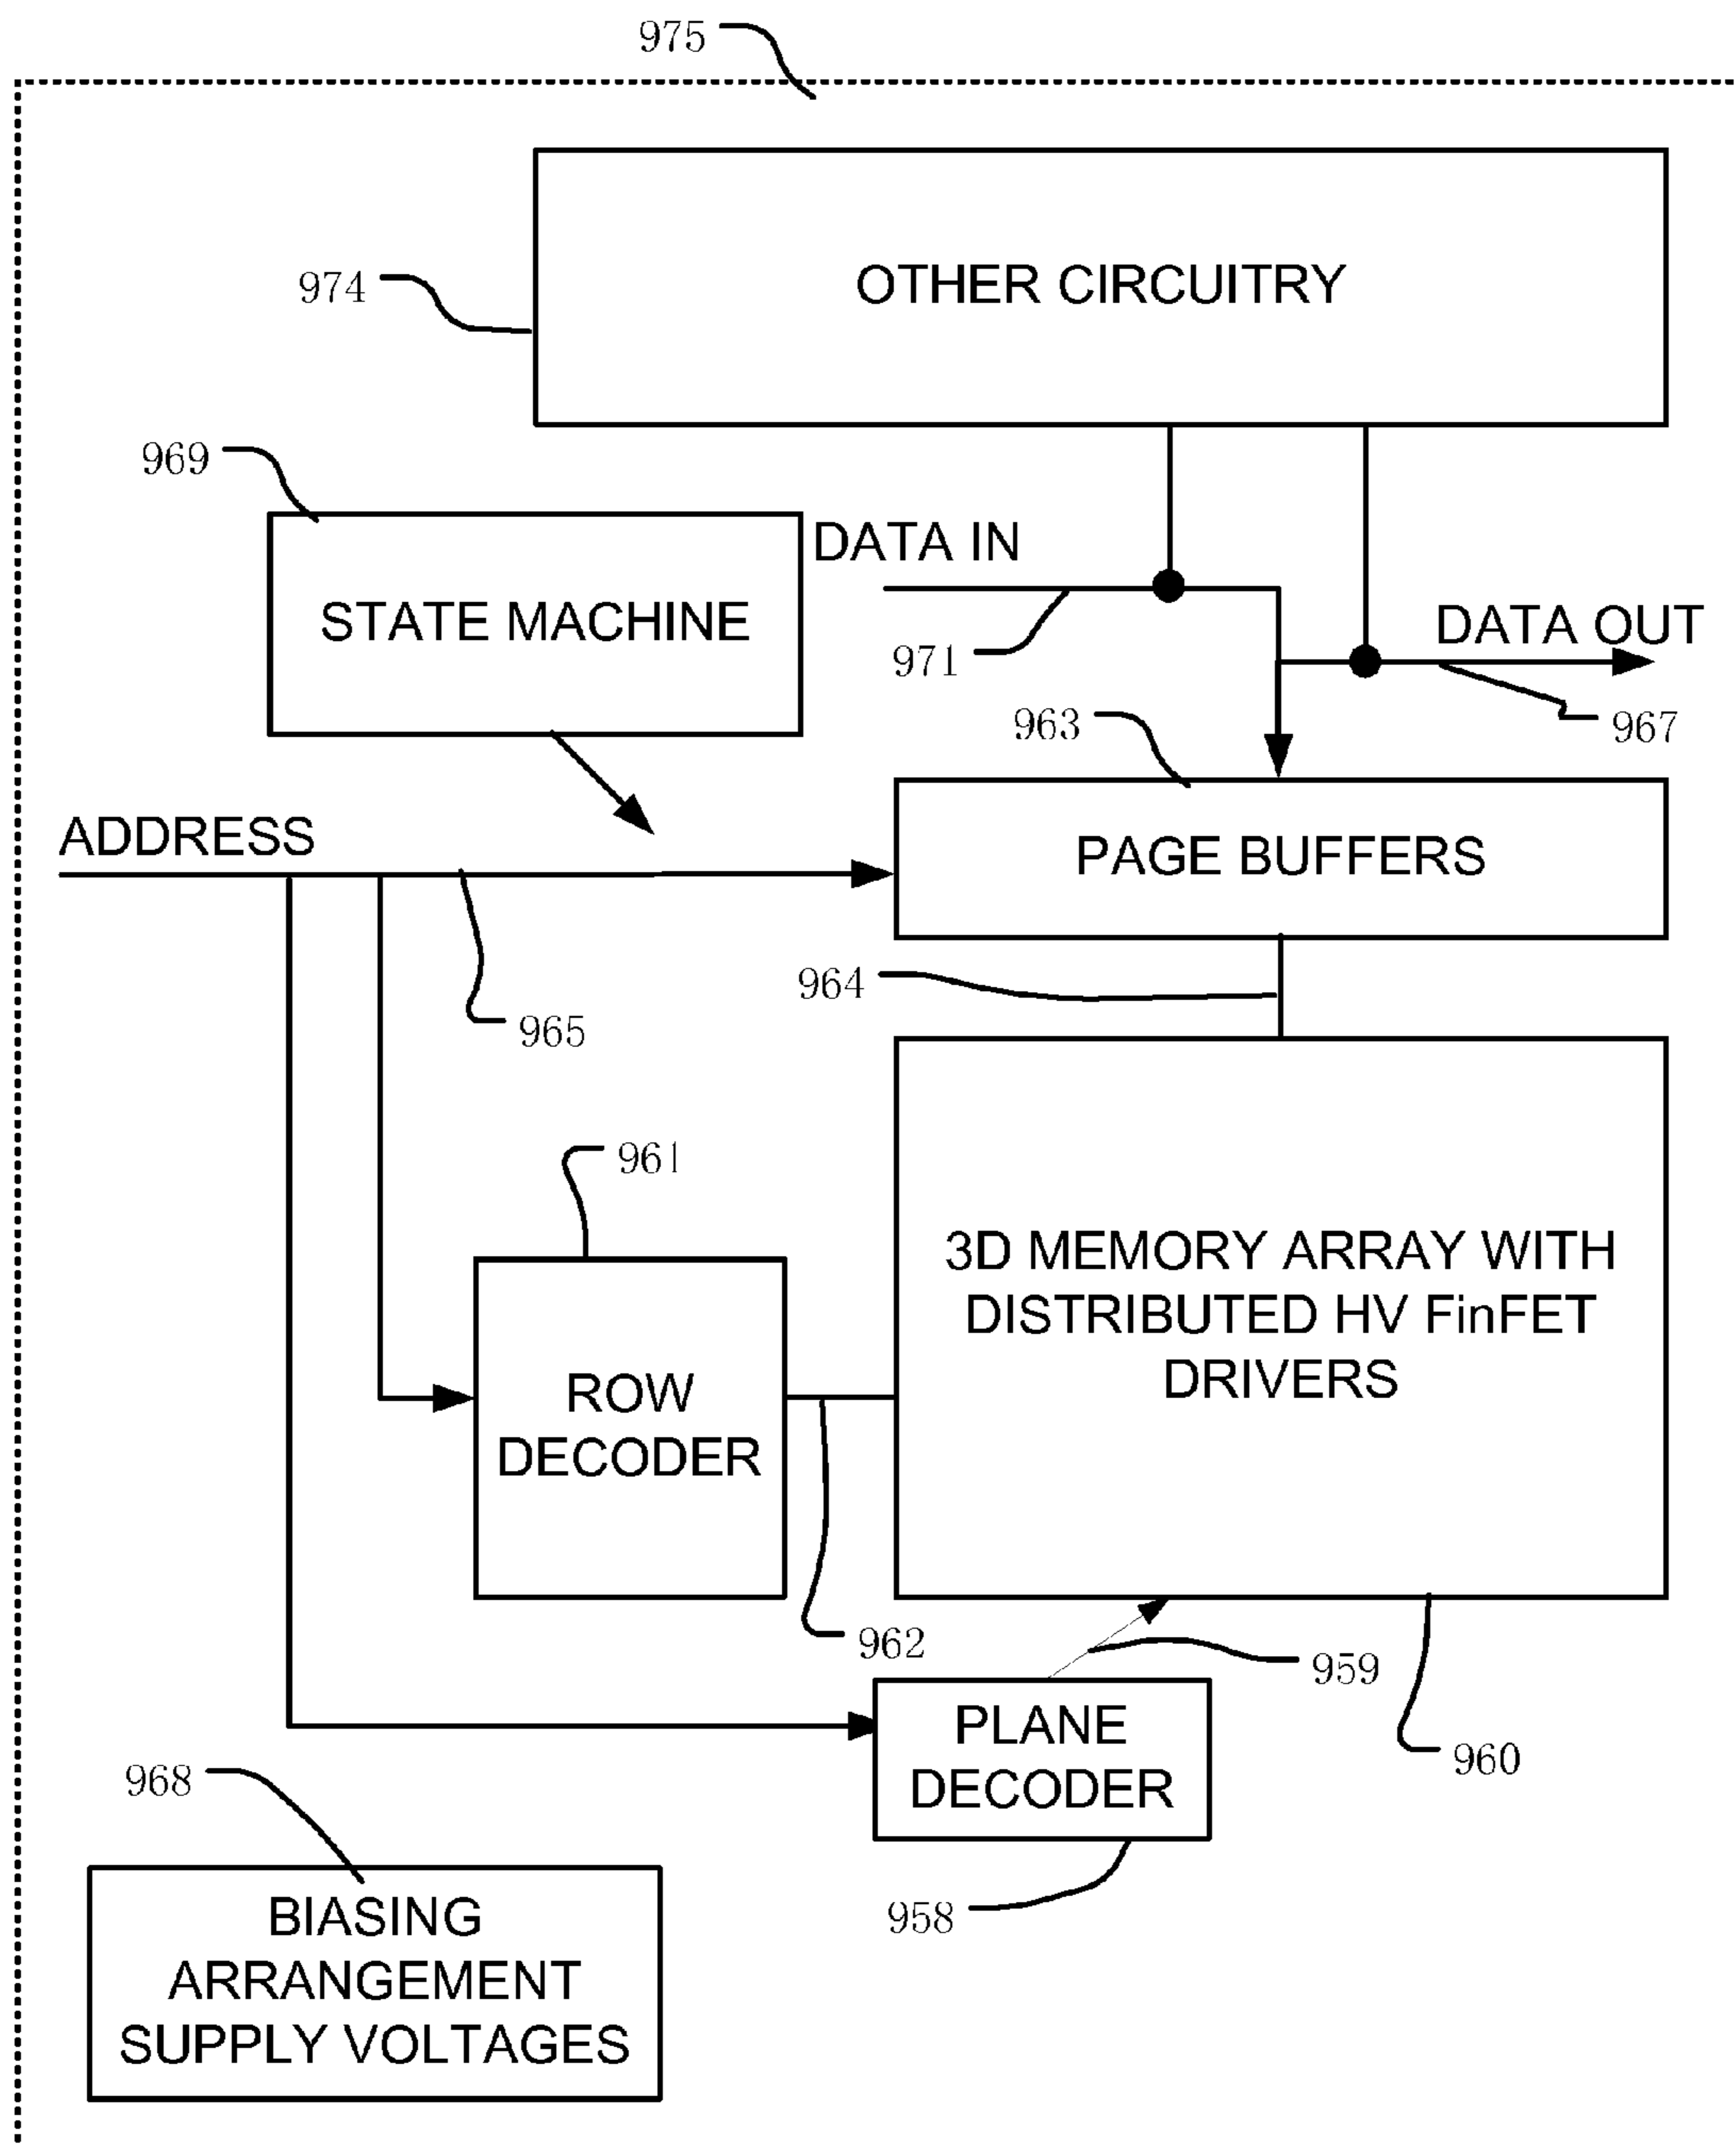 975
OTHER CIRCUITRY
974
969
DATA IN
STATE MACHINE
DATA OUT
971
963
967
ADDRESS
PAGE BUFFERS
964
965
961
3D MEMORY ARRAY WITH
DISTRIBUTED HV FinFET
DRIVERS
ROW
DECODER
962
959
PLANE
DECODER
960
968
958
BIASING
ARRANGEMENT
SUPPLY VOLTAGES